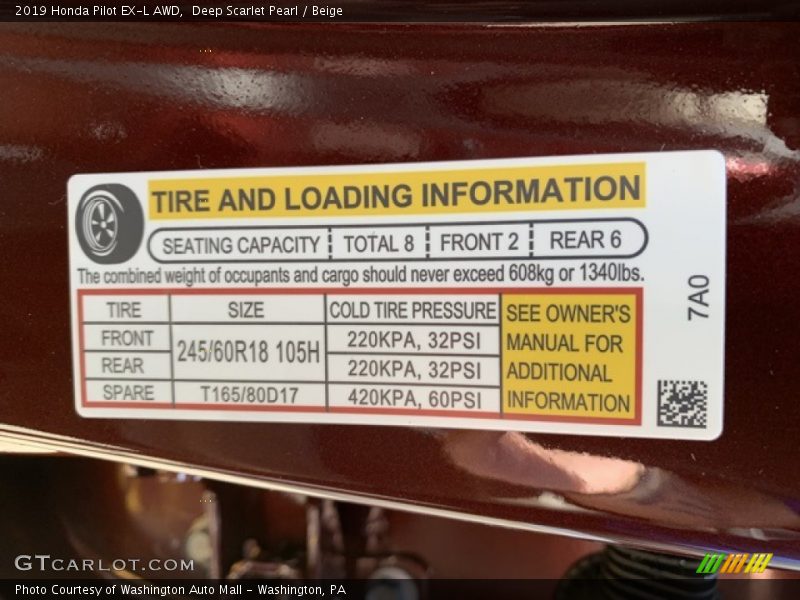 2019 Honda Pilot EX-L AWD,  Deep Scarlet Pearl / Beige
TIRE AND LOADING INFORMATION
SEATING CAPACITY TOTAL 8 FRONT 2 REAR 6
The combined weight of occupants and cargo should never exceed 608kg or 1340lbs.
TIRE SIZE COLD TIRE PRESSURE
FRONT 245/60R18 105H 220KPA, 32PSI
REAR 220KPA, 32PSI
SPARE T165/80D17 420KPA, 60PSI
SEE OWNER'S
MANUAL FOR
ADDITIONAL
INFORMATION
7A0
GTCARLOT.COM
Photo Courtesy of Washington Auto Mall - Washington, PA